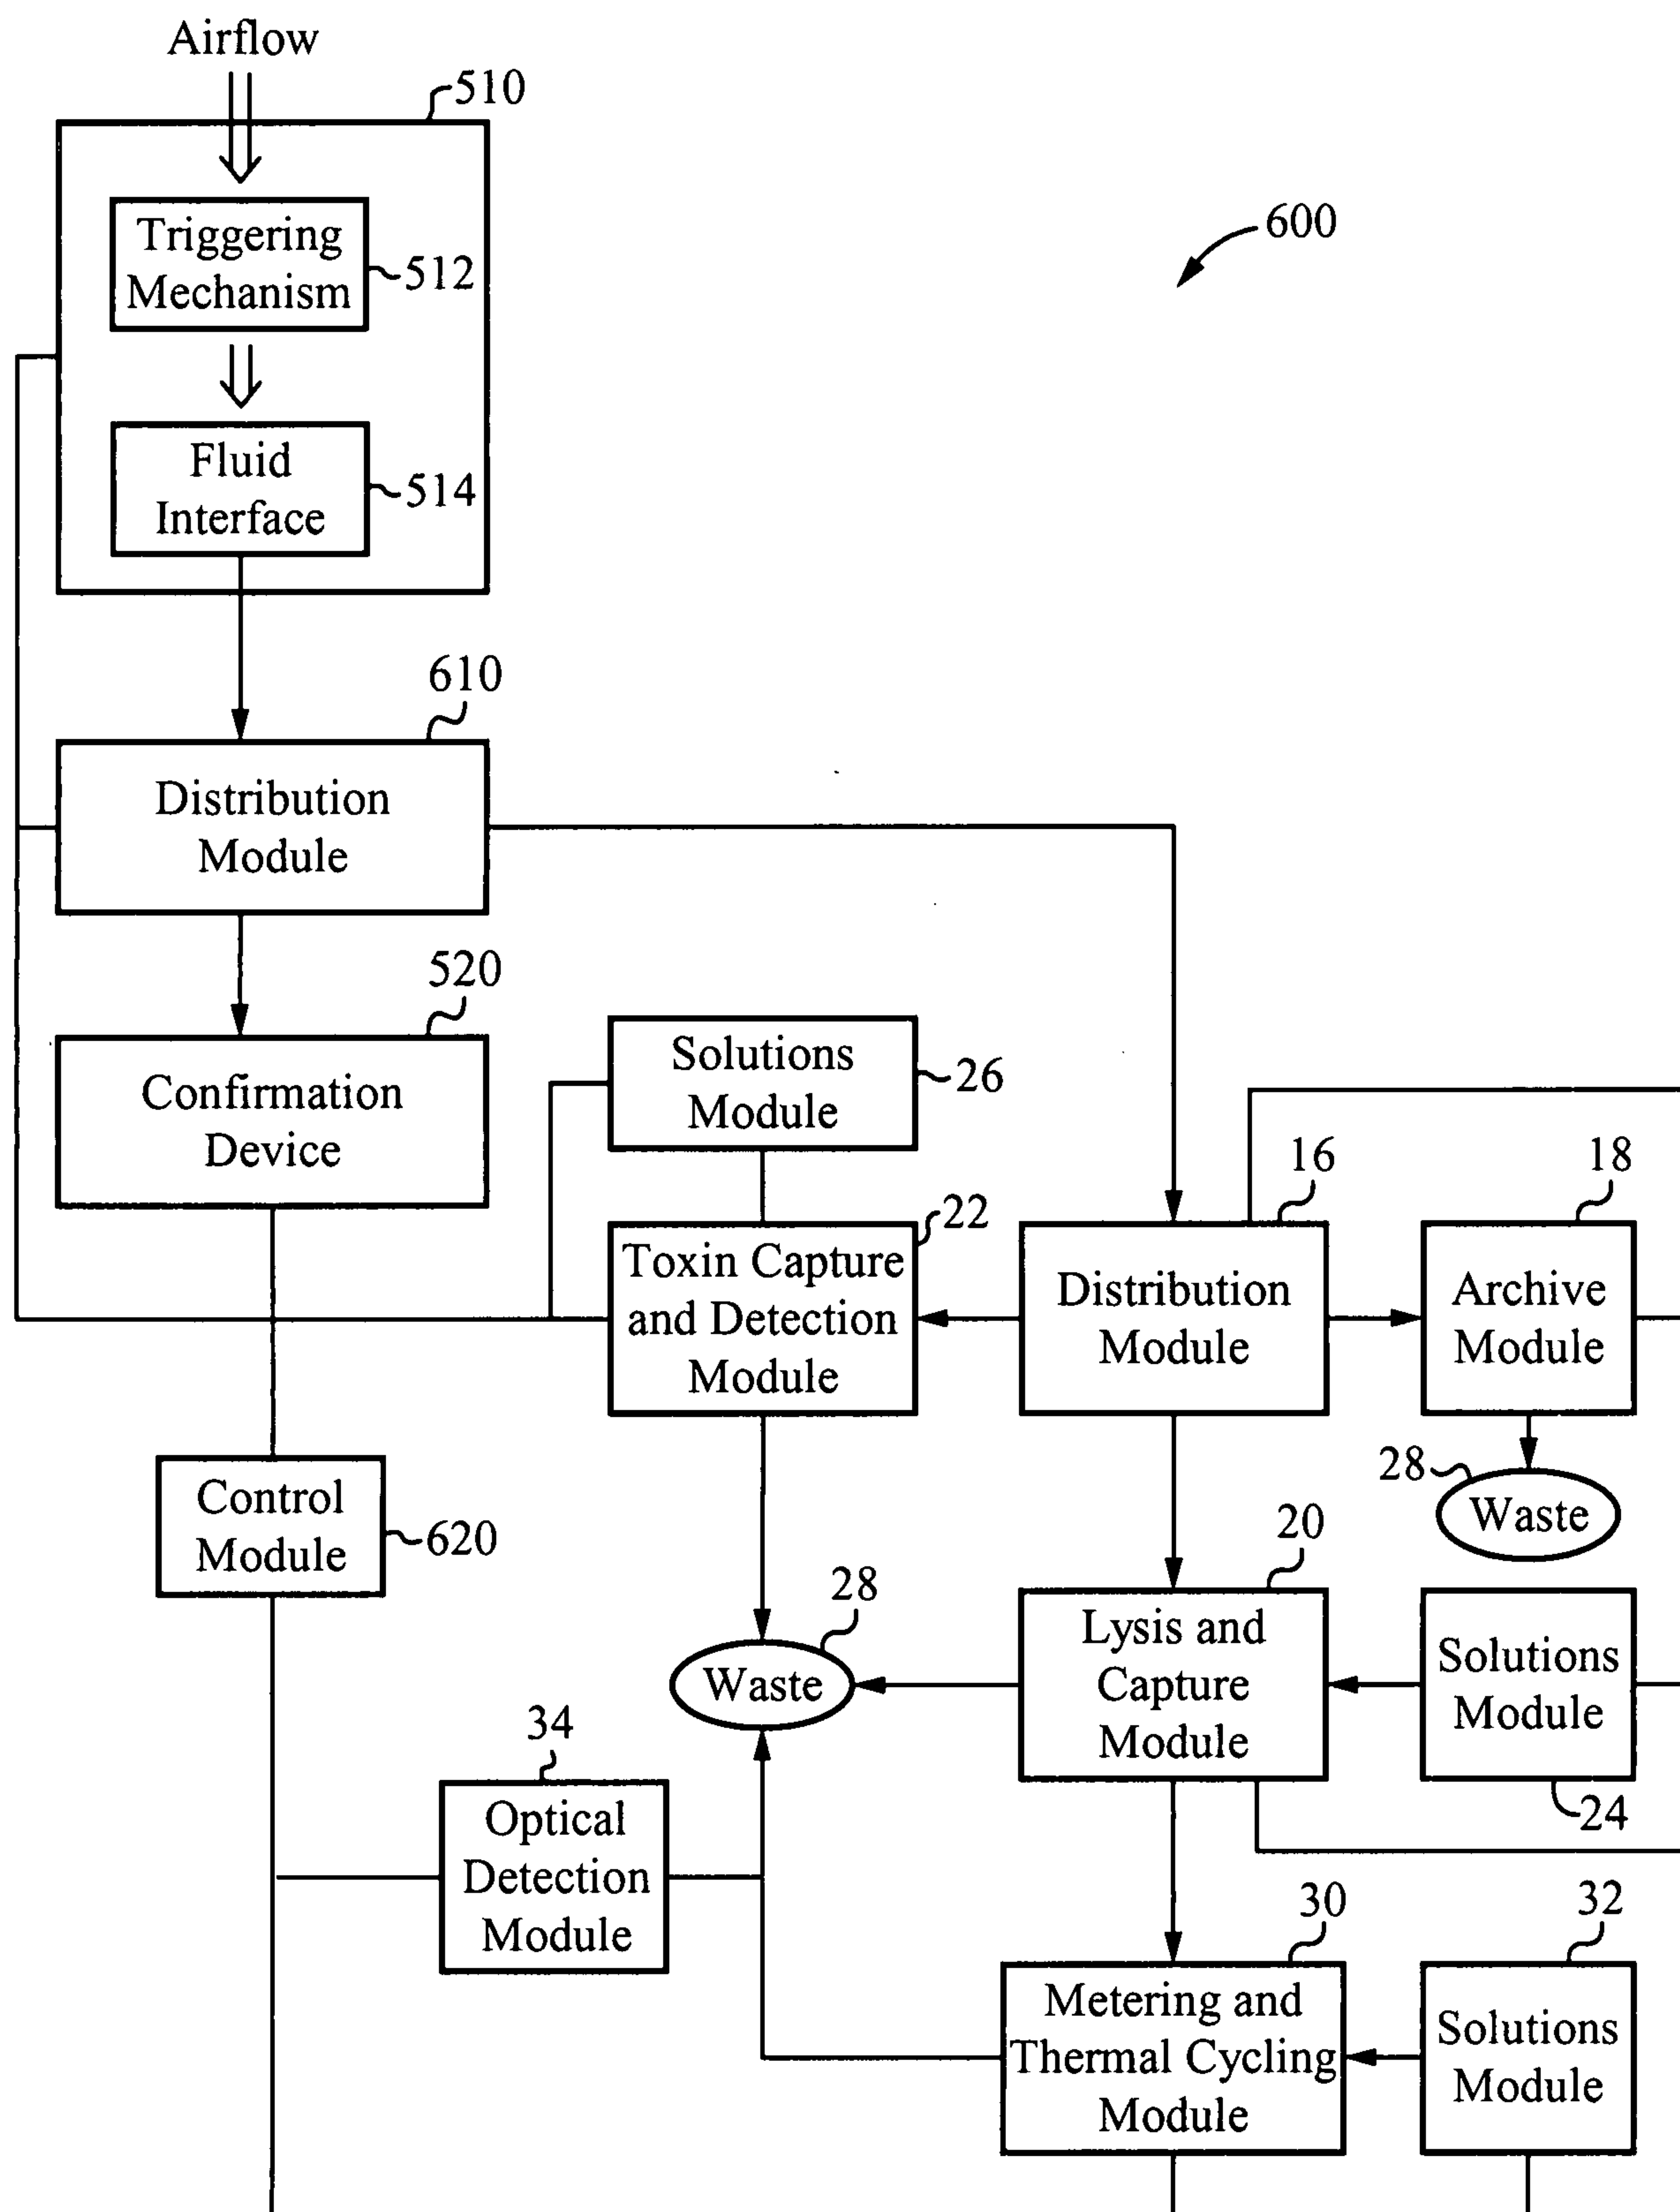 Airflow
510
Triggering
Mechanism
512
600
Fluid
Interface
514
610
Distribution
Module
520
Confirmation
Device
Solutions
Module
26
16
18
22
Toxin Capture
and Detection
Module
Distribution
Module
Archive
Module
Control
Module
620
28
Waste
20
28
Waste
Lysis and
Capture
Module
Solutions
Module
24
34
Optical
Detection
Module
30
32
Metering and
Thermal Cycling
Module
Solutions
Module